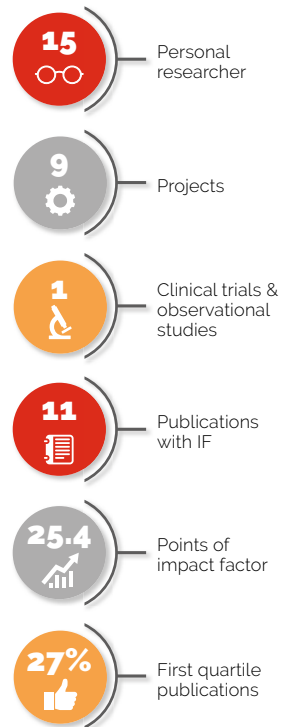 15
Personal
researcher
9
Projects
1
Clinical trials &
observational
studies
11
Publications
with IF
25.4
Points of
impact factor
27%
First quartile
publications